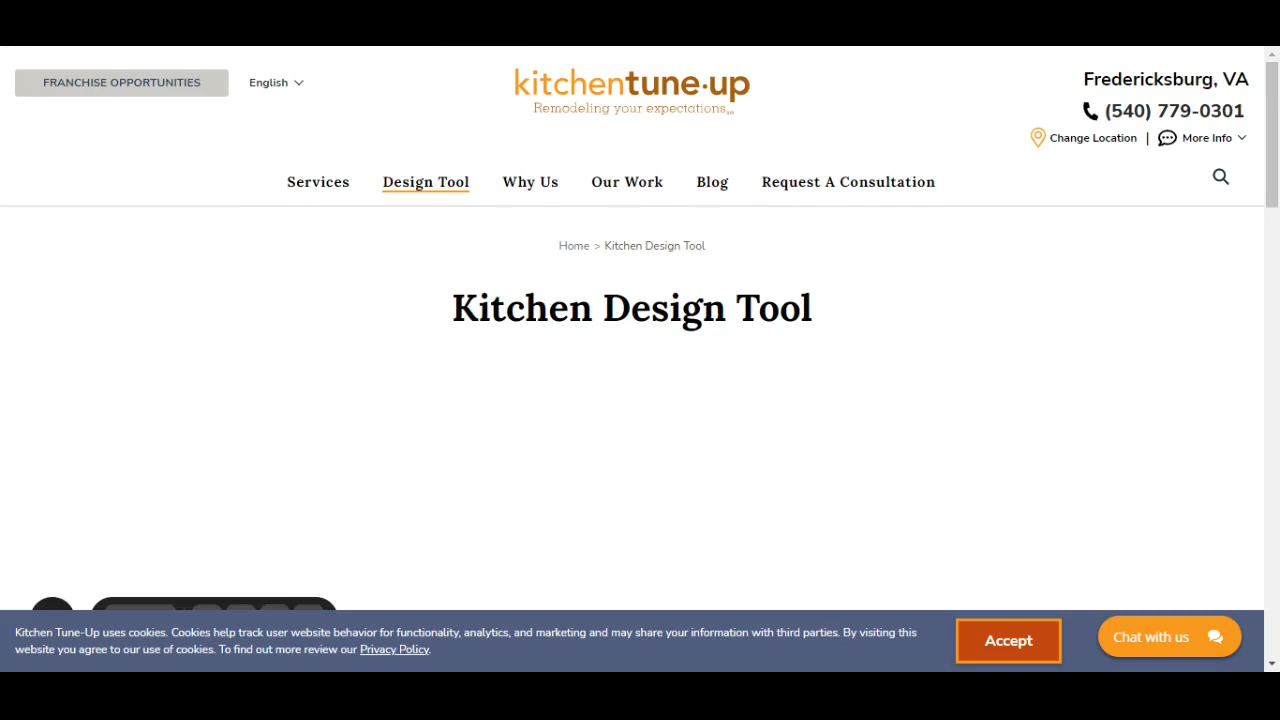 FRANCHISE OPPORTUNITIES
English
kitchentune·up
Remodeling your expectations
Fredericksburg, VA
(540) 779-0301
Change Location | More Info
Services Design Tool Why Us Our Work Blog Request A Consultation
Home > Kitchen Design Tool
Kitchen Design Tool
Kitchen Tune-Up uses cookies. Cookies help track user website behavior for functionality, analytics, and marketing and may share your information with third parties. By visiting this
website you agree to our use of cookies. To find out more review our Privacy Policy.
Accept
Chat with us